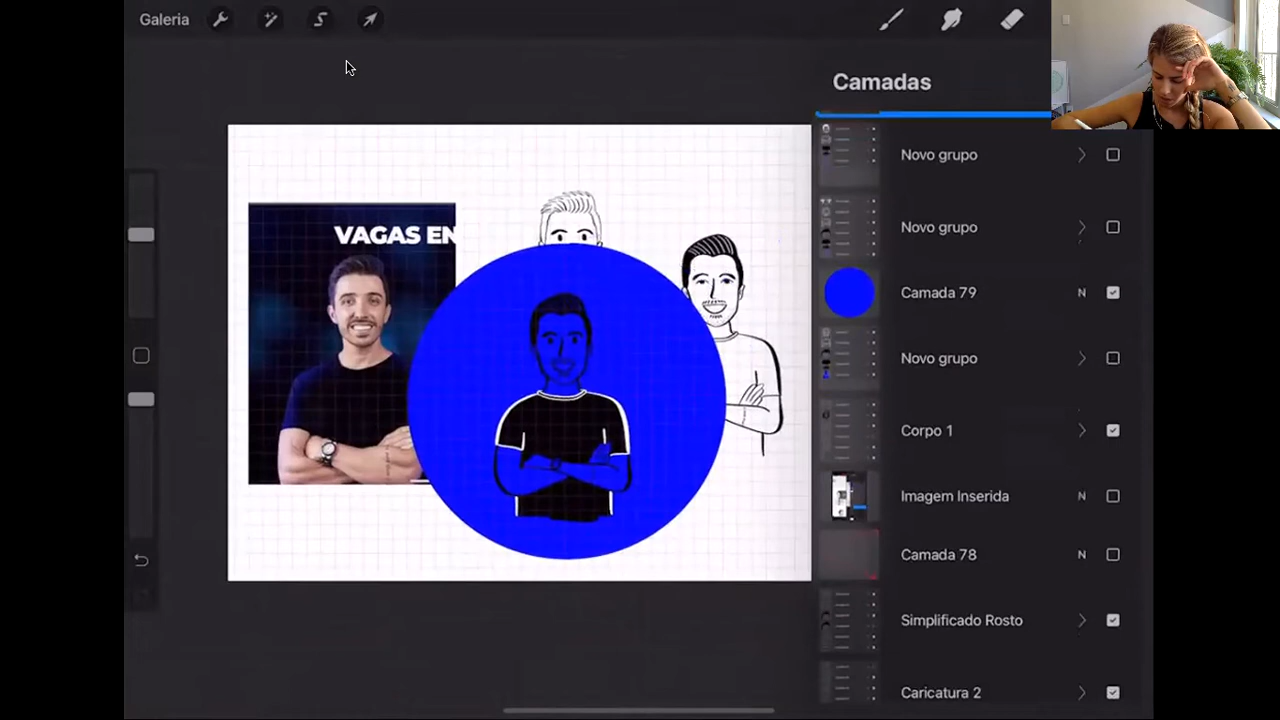 Galeria
Camadas
Novo grupo
VAGAS EN
Novo grupo
Camada 79
N
Novo grupo
Corpo 1
Imagem Inserida
N
Camada 78
N
Simplificado Rosto
Caricatura 2